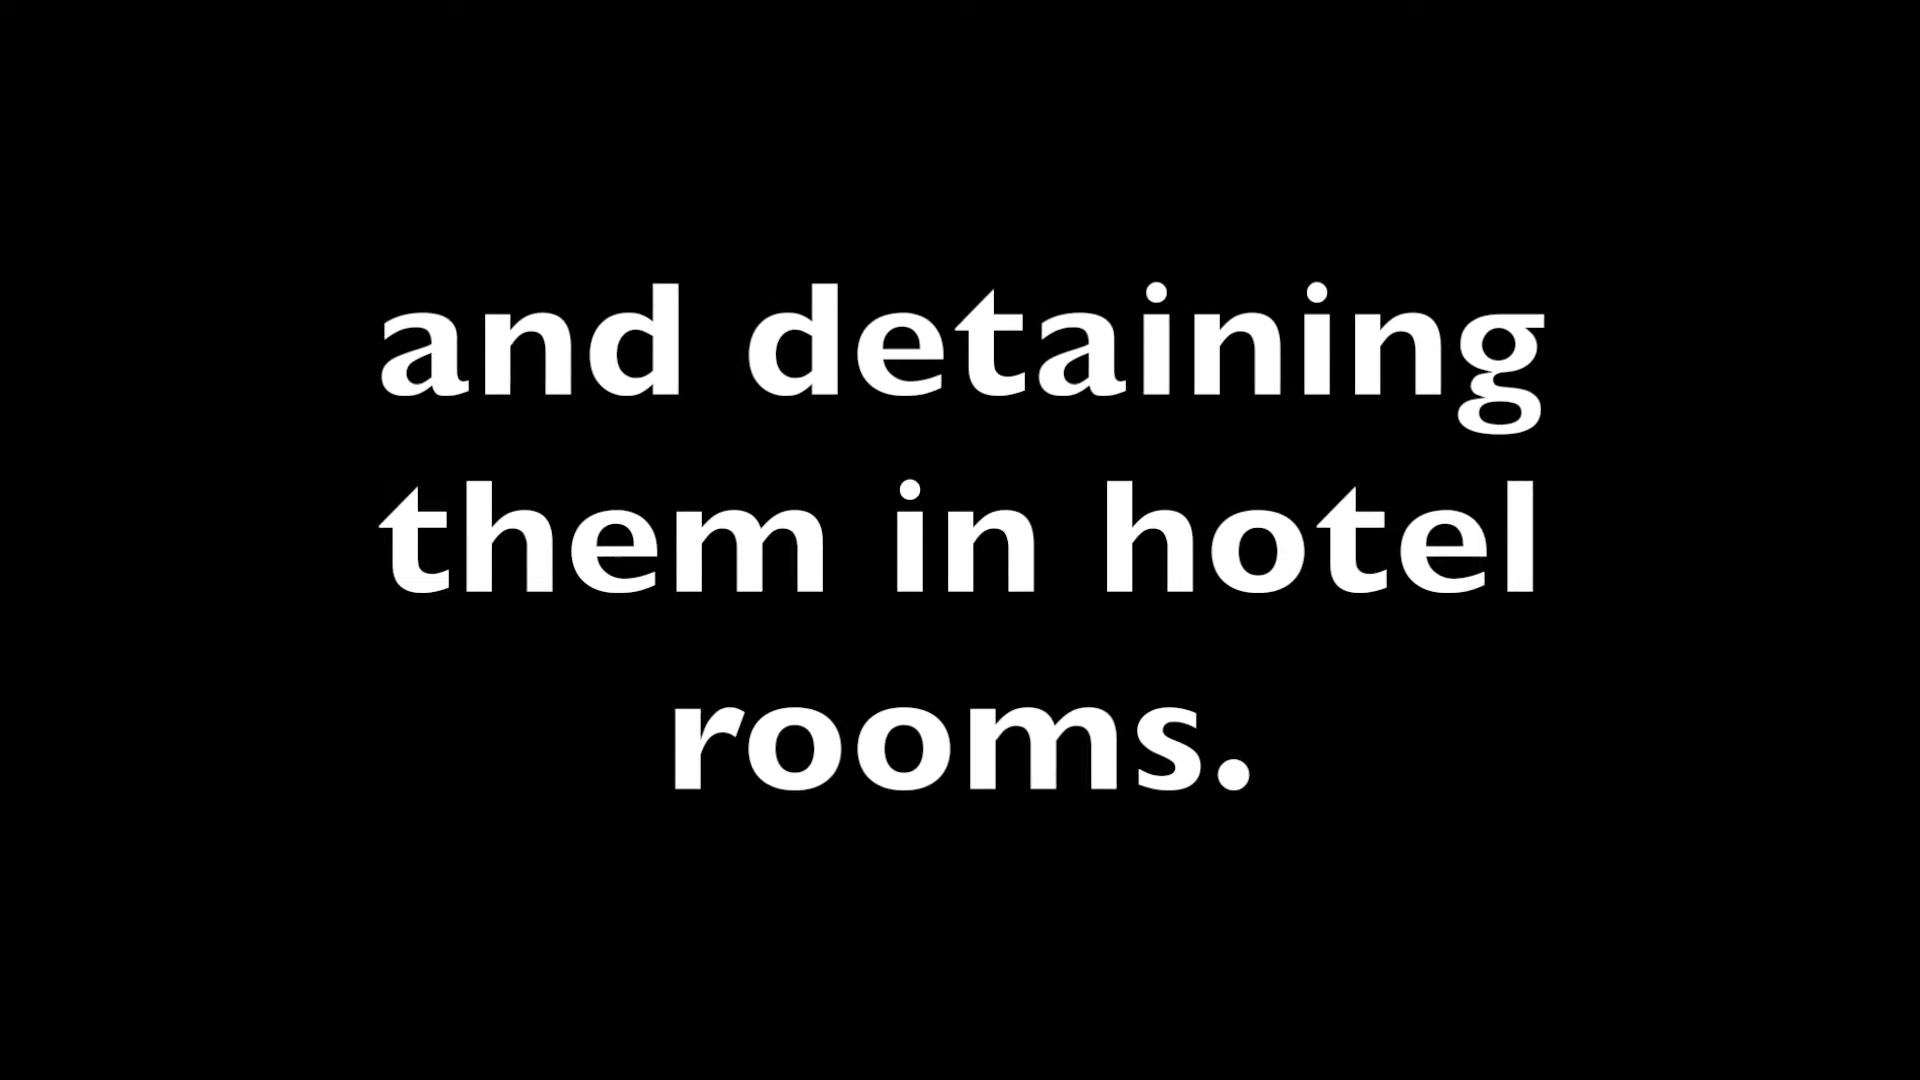 and detaining
them in hotel
rooms.